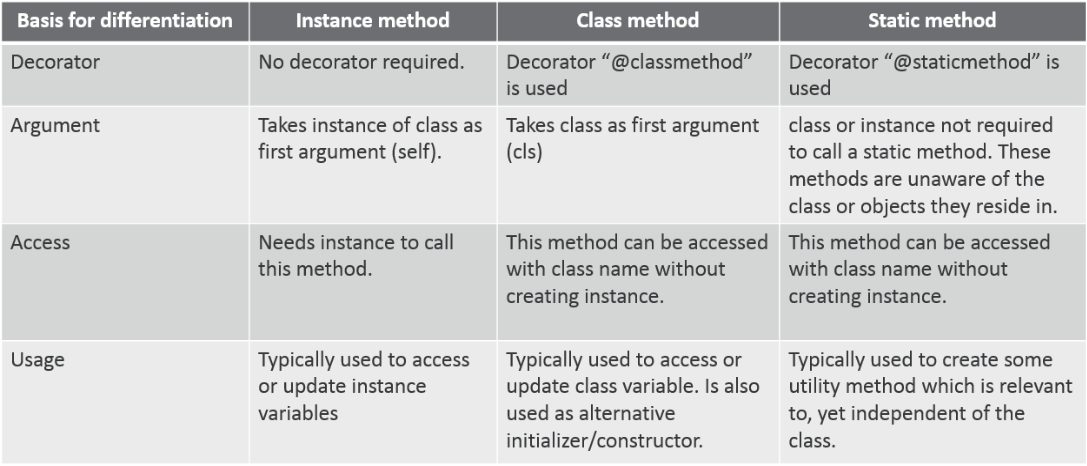 Basis for differentiation
Instance method
Class method
Static method
Decorator
No decorator required.
Decorator “@classmethod”
is used
Decorator “@staticmethod” is
used
Argument
Takes instance of class as
first argument (self).
Takes class as first argument
(cls)
class or instance not required
to call a static method. These
methods are unaware of the
class or objects they reside in.
Access
Needs instance to call
this method.
This method can be accessed
with class name without
creating instance.
This method can be accessed
with class name without
creating instance.
Usage
Typically used to access
or update instance
variables
Typically used to access or
update class variable. Is also
used as alternative
initializer/constructor.
Typically used to create some
utility method which is relevant
to, yet independent of the
class.